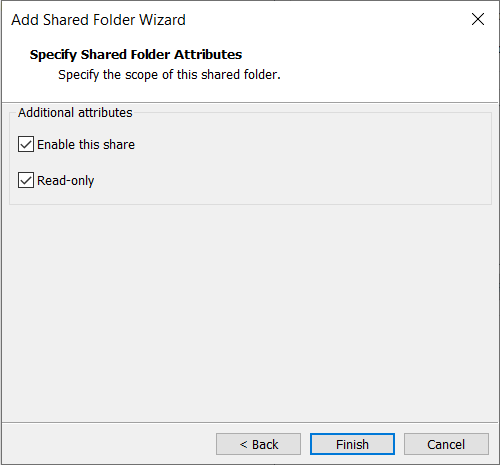 Add Shared Folder Wizard
Specify Shared Folder Attributes
Specify the scope of this shared folder.
Additional attributes
Enable this share
Read-only
< Back
Finish
Cancel